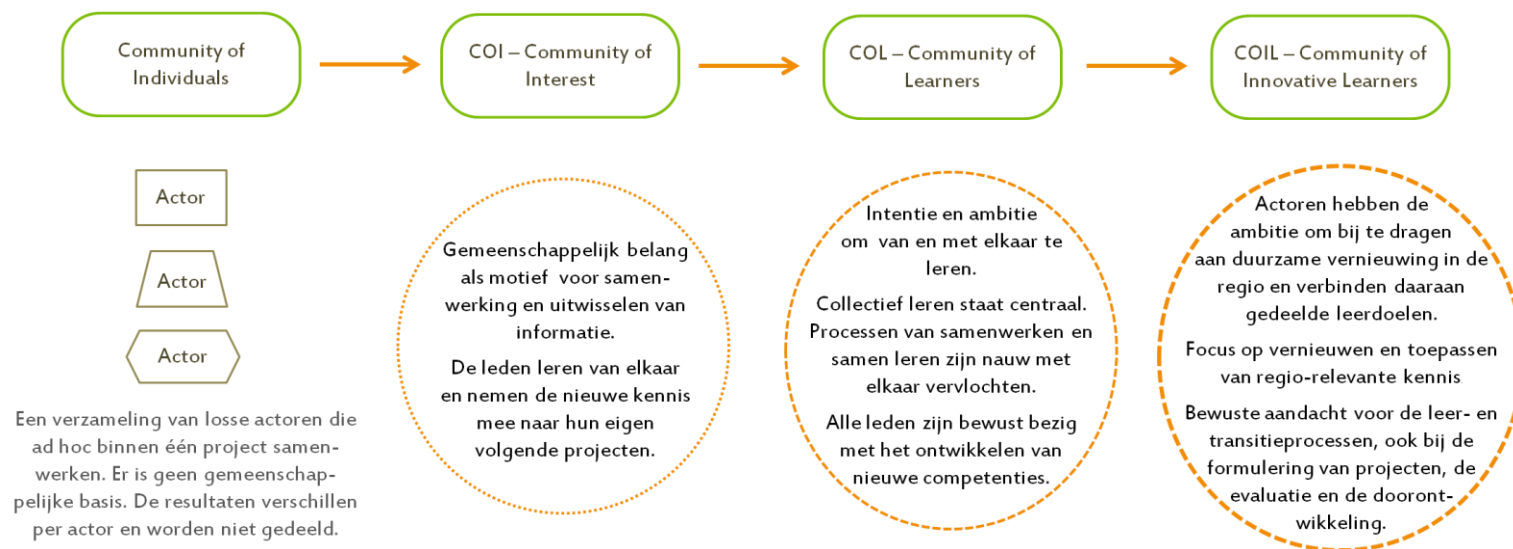 Community of
Individuals
COI – Community of
Interest
COL – Community of
Learners
COIL – Community of
Innovative Learners
Actor
Actor
Actor
Een verzameling van losse actoren die
ad hoc binnen één project samen-
werken. Er is geen gemeenschap-
pelijke basis. De resultaten verschillen
per actor en worden niet gedeeld.
Gemeenschappelijk belang
als motief voor samen-
werking en uitwisselen van
informatie.
De leden leren van elkaar
en nemen de nieuwe kennis
mee naar hun eigen
volgende projecten.
Intentie en ambitie
om van en met elkaar te
leren.
Collectief leren staat centraal.
Processen van samenwerken en
samen leren zijn nauw met
elkaar vervlochten.
Alle leden zijn bewust bezig
met het ontwikkelen van
nieuwe competenties.
Actoren hebben de
ambitie om bij te dragen
aan duurzame vernieuwing in de
regio en verbinden daaraan
gedeelde leerdoelen.
Focus op vernieuwen en toepassen
van regio-relevante kennis
Bewuste aandacht voor de leer- en
transitieprocessen, ook bij de
formulering van projecten, de
evaluatie en de dooront-
wikkeling.